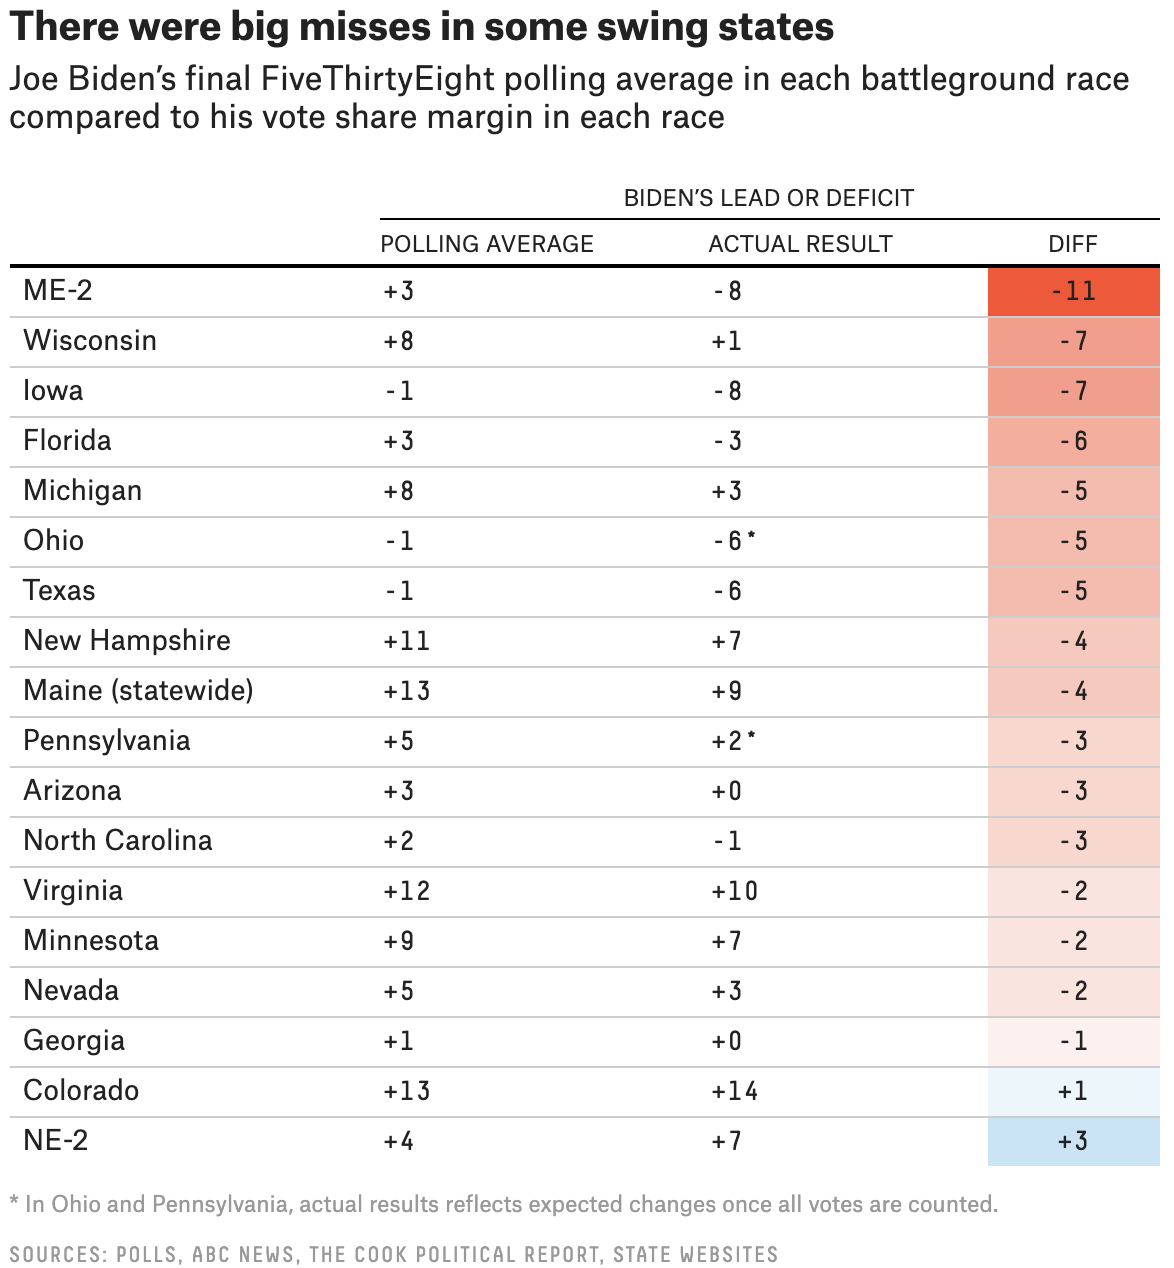 There were big misses in some swing states
Joe Biden’s final FiveThirtyEight polling average in each battleground race
compared to his vote share margin in each race
BIDEN’S LEAD OR DEFICIT
POLLING AVERAGE ACTUAL RESULT DIFF
ME-2 +3 -8 -11
Wisconsin +8 +1 -7
Iowa -1 -8 -7
Florida +3 -3 -6
Michigan +8 +3 -5
Ohio -1 -6* -5
Texas -1 -6 -5
New Hampshire +11 +7 -4
Maine (statewide) +13 +9 -4
Pennsylvania +5 +2* -3
Arizona +3 +0 -3
North Carolina +2 -1 -3
Virginia +12 +10 -2
Minnesota +9 +7 -2
Nevada +5 +3 -2
Georgia +1 +0 -1
Colorado +13 +14 +1
NE-2 +4 +7 +3
* In Ohio and Pennsylvania, actual results reflects expected changes once all votes are counted.
SOURCES: POLLS, ABC NEWS, THE COOK POLITICAL REPORT, STATE WEBSITES